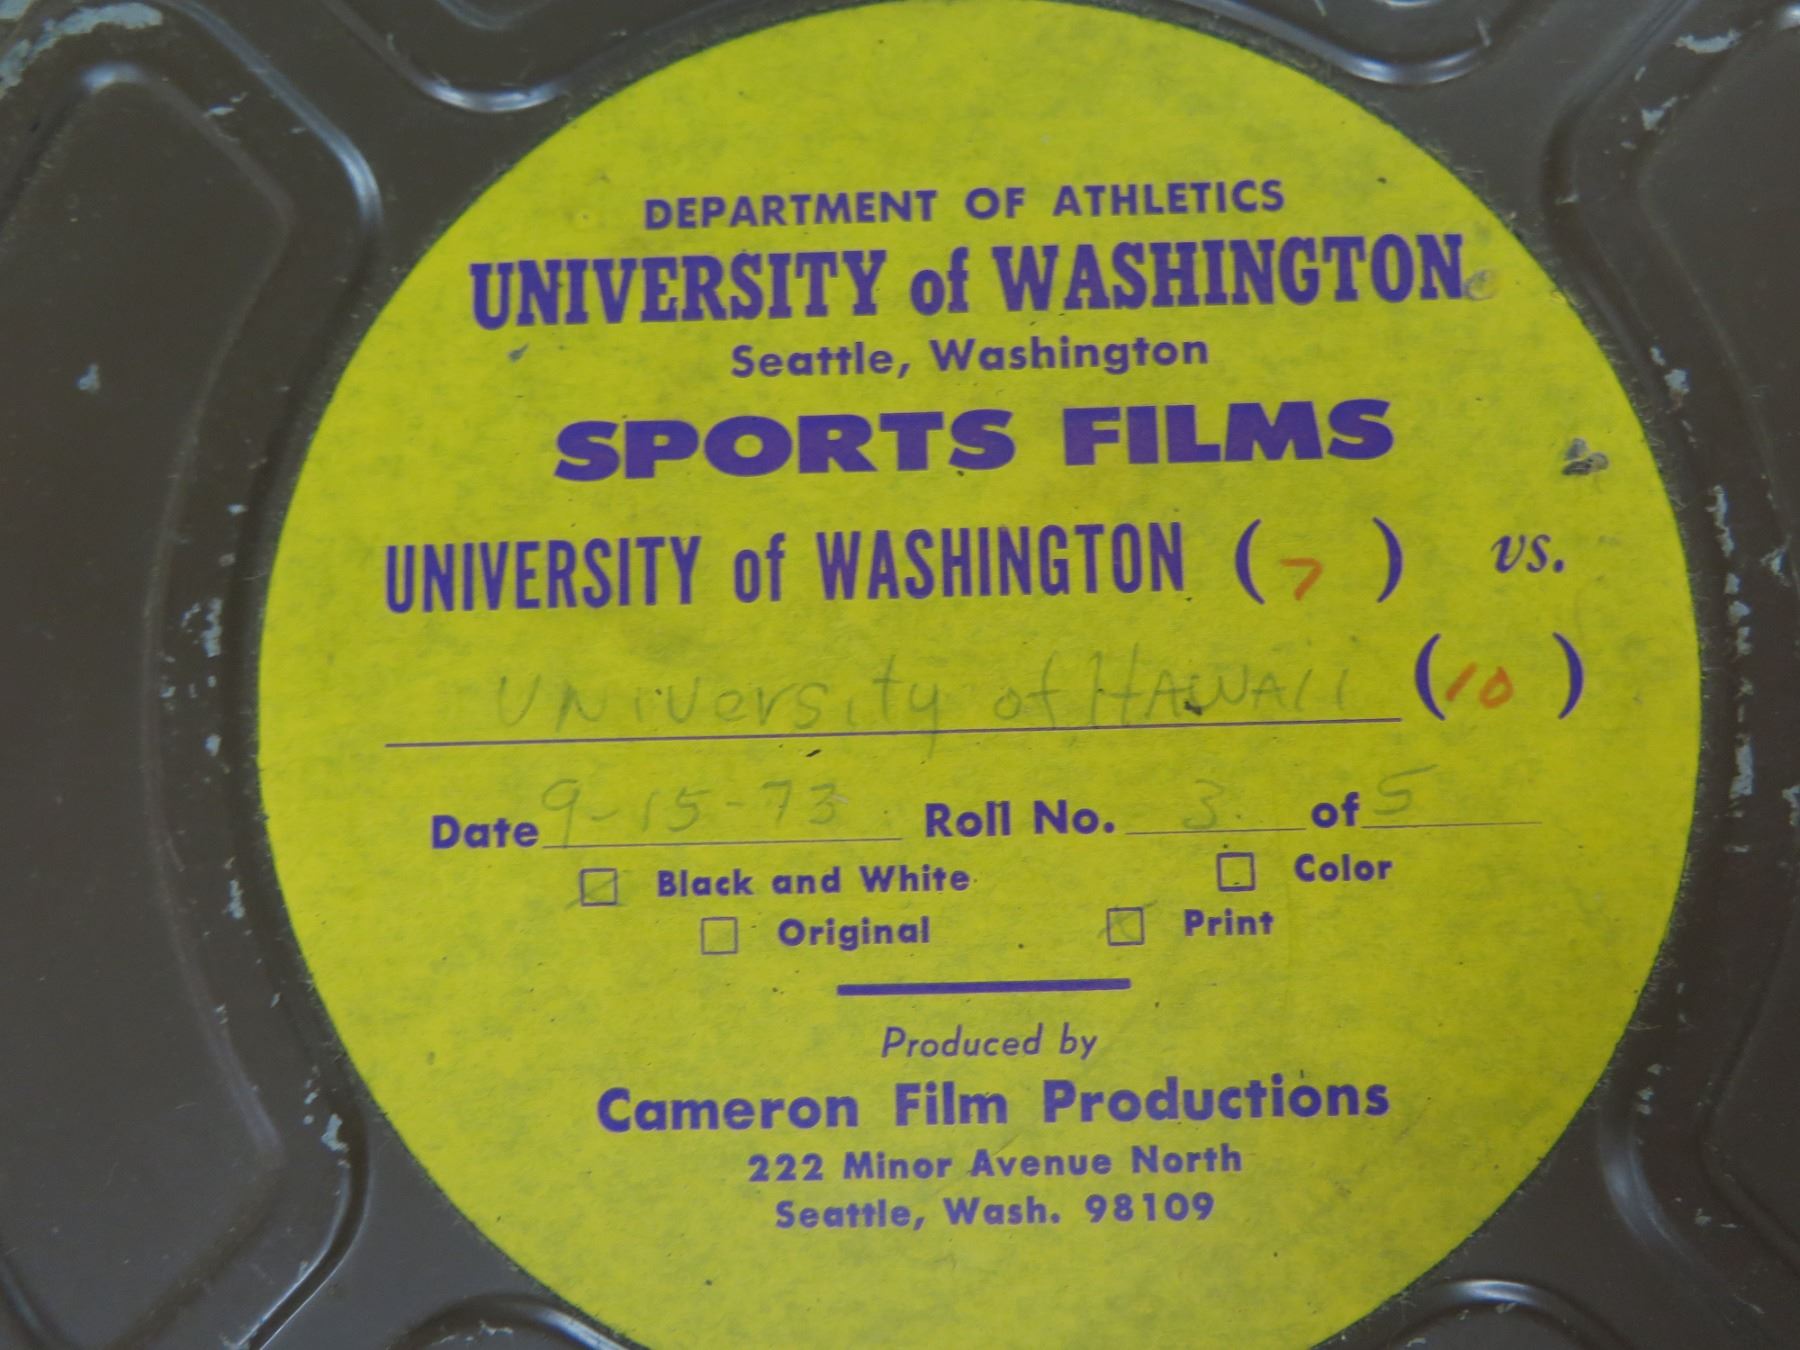 DEPARTMENT OF ATHLETICS
UNIVERSITY of WASHINGTON
Seattle, Washington
SPORTS FILMS
UNIVERSITY of WASHINGTON ( 7 ) vs.
UNiversity of HAWAii (10 )
Date 9-15-73 Roll No. 3 of 5
Black and White Color
Original Print
Produced by
Cameron Film Productions
222 Minor Avenue North
Seattle, Wash. 98109